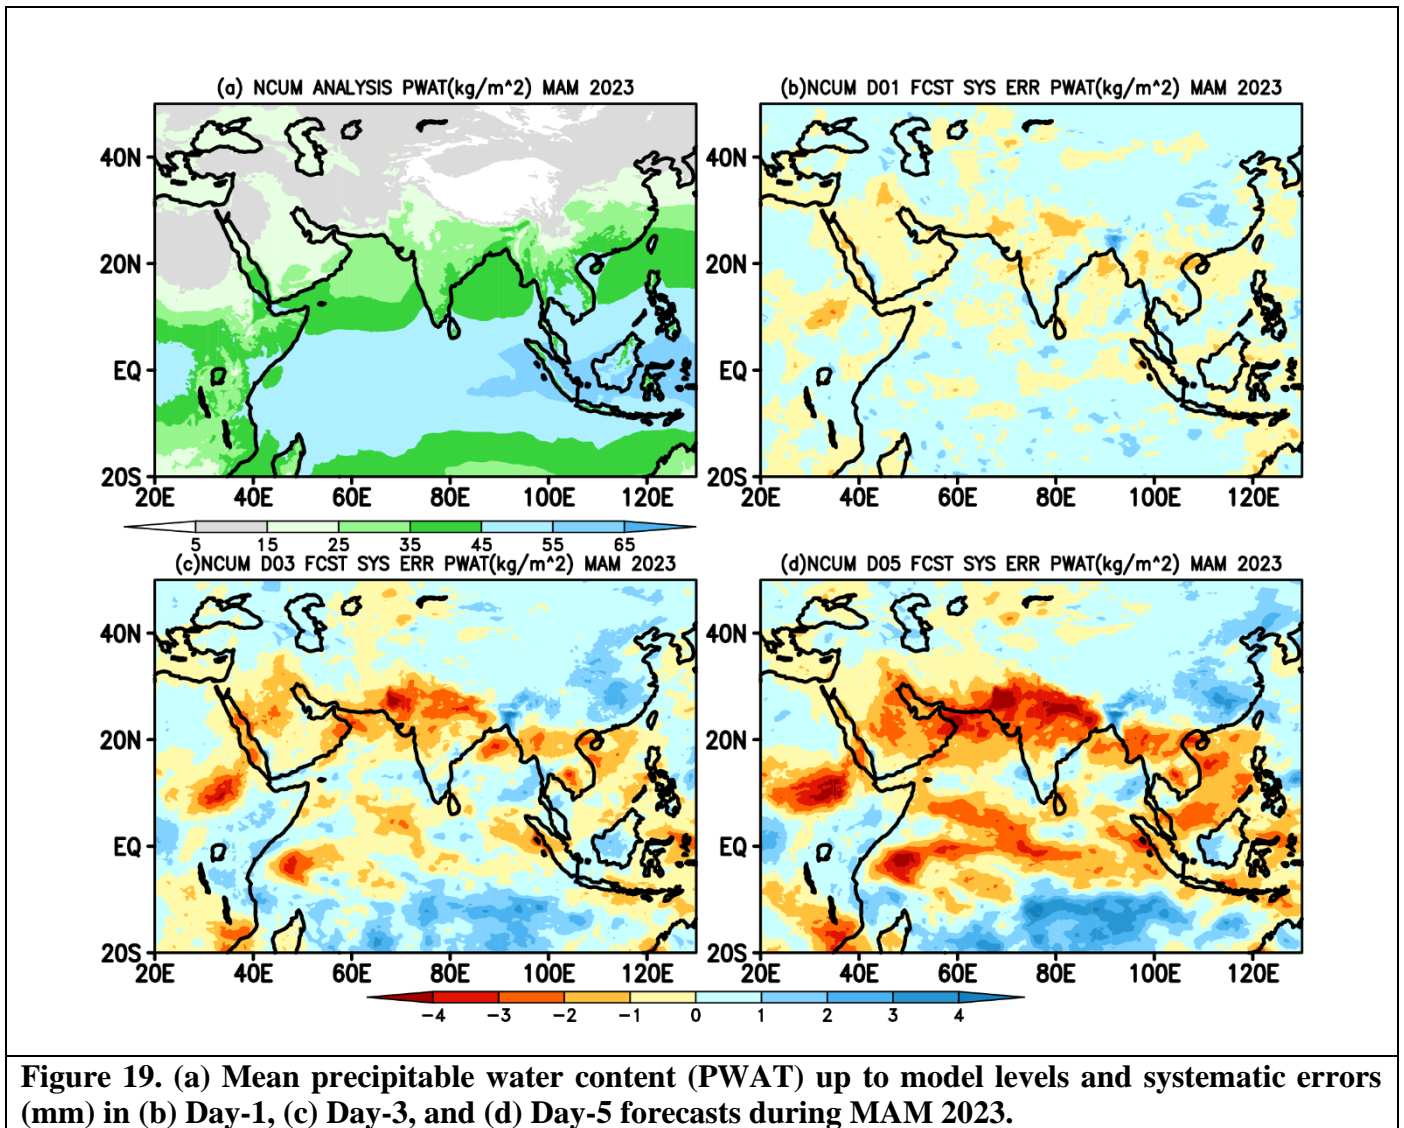 (a) NCUM ANALYSIS PWAT(kg/m^2) MAM 2023
(b)NCUM D01 FCST SYS ERR PWAT(kg/m^2) MAM 2023
40N
20N
EQ
20S
20E 40E 60E 80E 100E 120E
40N
20N
EQ
20S
20E 40E 60E 80E 100E 120E
5 15 25 35 45 55 65
(c)NCUM D03 FCST SYS ERR PWAT(kg/m^2) MAM 2023
(d)NCUM D05 FCST SYS ERR PWAT(kg/m^2) MAM 2023
40N
20N
EQ
20S
20E 40E 60E 80E 100E 120E
40N
20N
EQ
20S
20E 40E 60E 80E 100E 120E
−4 −3 −2 −1 0 1 2 3 4
Figure 19. (a) Mean precipitable water content (PWAT) up to model levels and systematic errors
(mm) in (b) Day-1, (c) Day-3, and (d) Day-5 forecasts during MAM 2023.